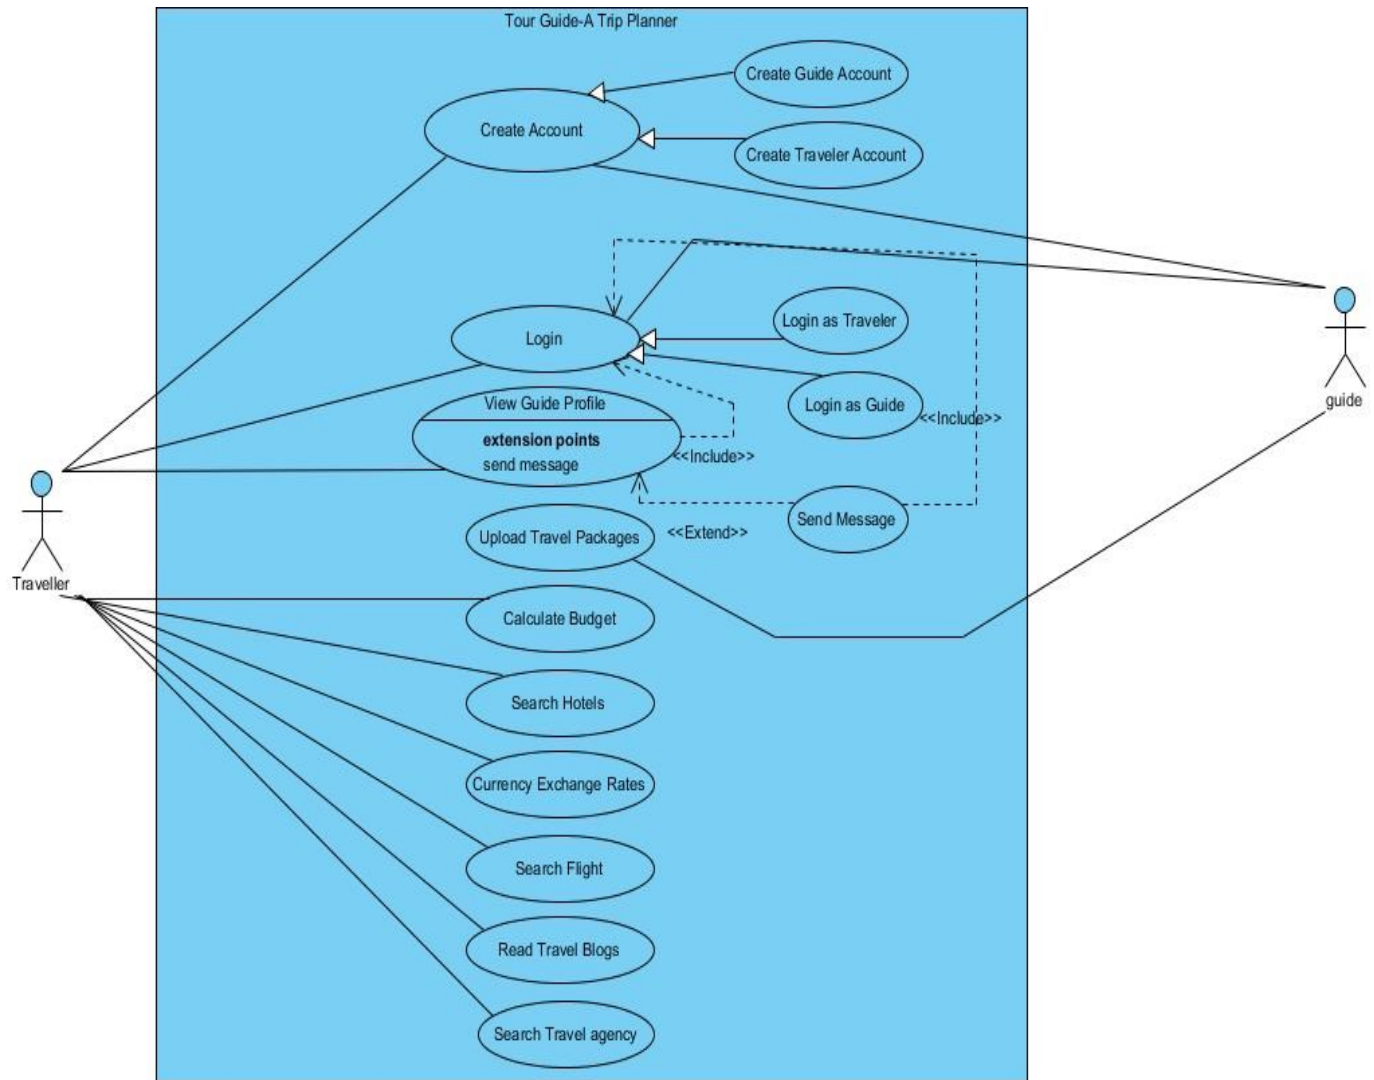 Tour Guide-A Trip Planner
Create Guide Account
Create Account
Create Traveler Account
Login as Traveler
Login
guide
View Guide Profile
Login as Guide
<<Include>>
extension points
<<Include>>
send message
Send Message
<<Extend>>
Upload Travel Packages
Traveller
Calculate Budget
Search Hotels
Currency Exchange Rates
Search Flight
Read Travel Blogs
Search Travel agency